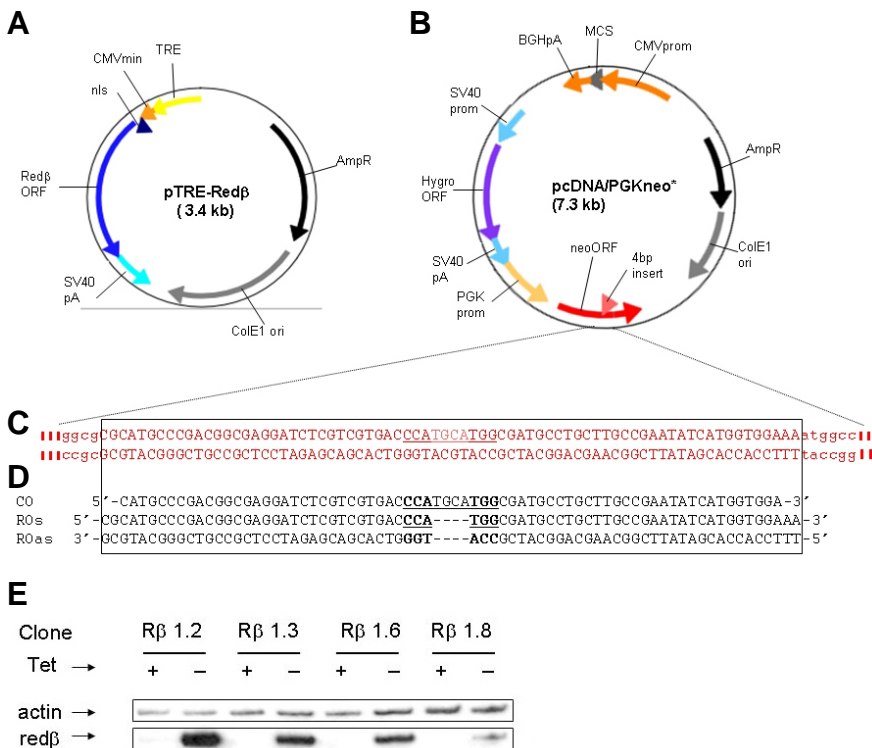 A
TRE
CMVmin
nls
Redβ
ORF
AmpR
pTRE-Redβ
( 3.4 kb)
SV40
pA
ColE1 ori
B
MCS
BGHpA
CMVprom
SV40
prom
AmpR
Hygro
ORF
pcDNA/PGKneo*
(7.3 kb)
neoORF
4bp
insert
ColE1
ori
SV40
pA
PGK
prom
C
ggcgCGCATGCCCGACGGCGAGGATCTCGTCGTGACCCATGCATGGCGATGCCTGCTTGCCGAATATCATGGTGGAAAatggcc
ccgcGCGTACGGGCTGCCGCTCCTAGAGCAGCACTGGGTACGTACCGCTACGGACGAACGGCTTATAGCACCACCTTTtaccgg
D
CO 5´-CATGCCCGACGGCGAGGATCTCGTCGTGACCCATGCATGGCGATGCCTGCTTGCCGAATATCATGGTGGA-3´
ROs 5´-CGCATGCCCGACGGCGAGGATCTCGTCGTGACCCA----TGGCGATGCCTGCTTGCCGAATATCATGGTGGAAA-3´
ROas 3´-GCGTACGGGCTGCCGCTCCTAGAGCAGCACTGGGT----ACCGCTACGGACGAACGGCTTATAGCACCACCTTT-5´
E
Clone Rβ 1.2 Rβ 1.3 Rβ 1.6 Rβ 1.8
Tet → + – + – + – + –
actin →
redβ →